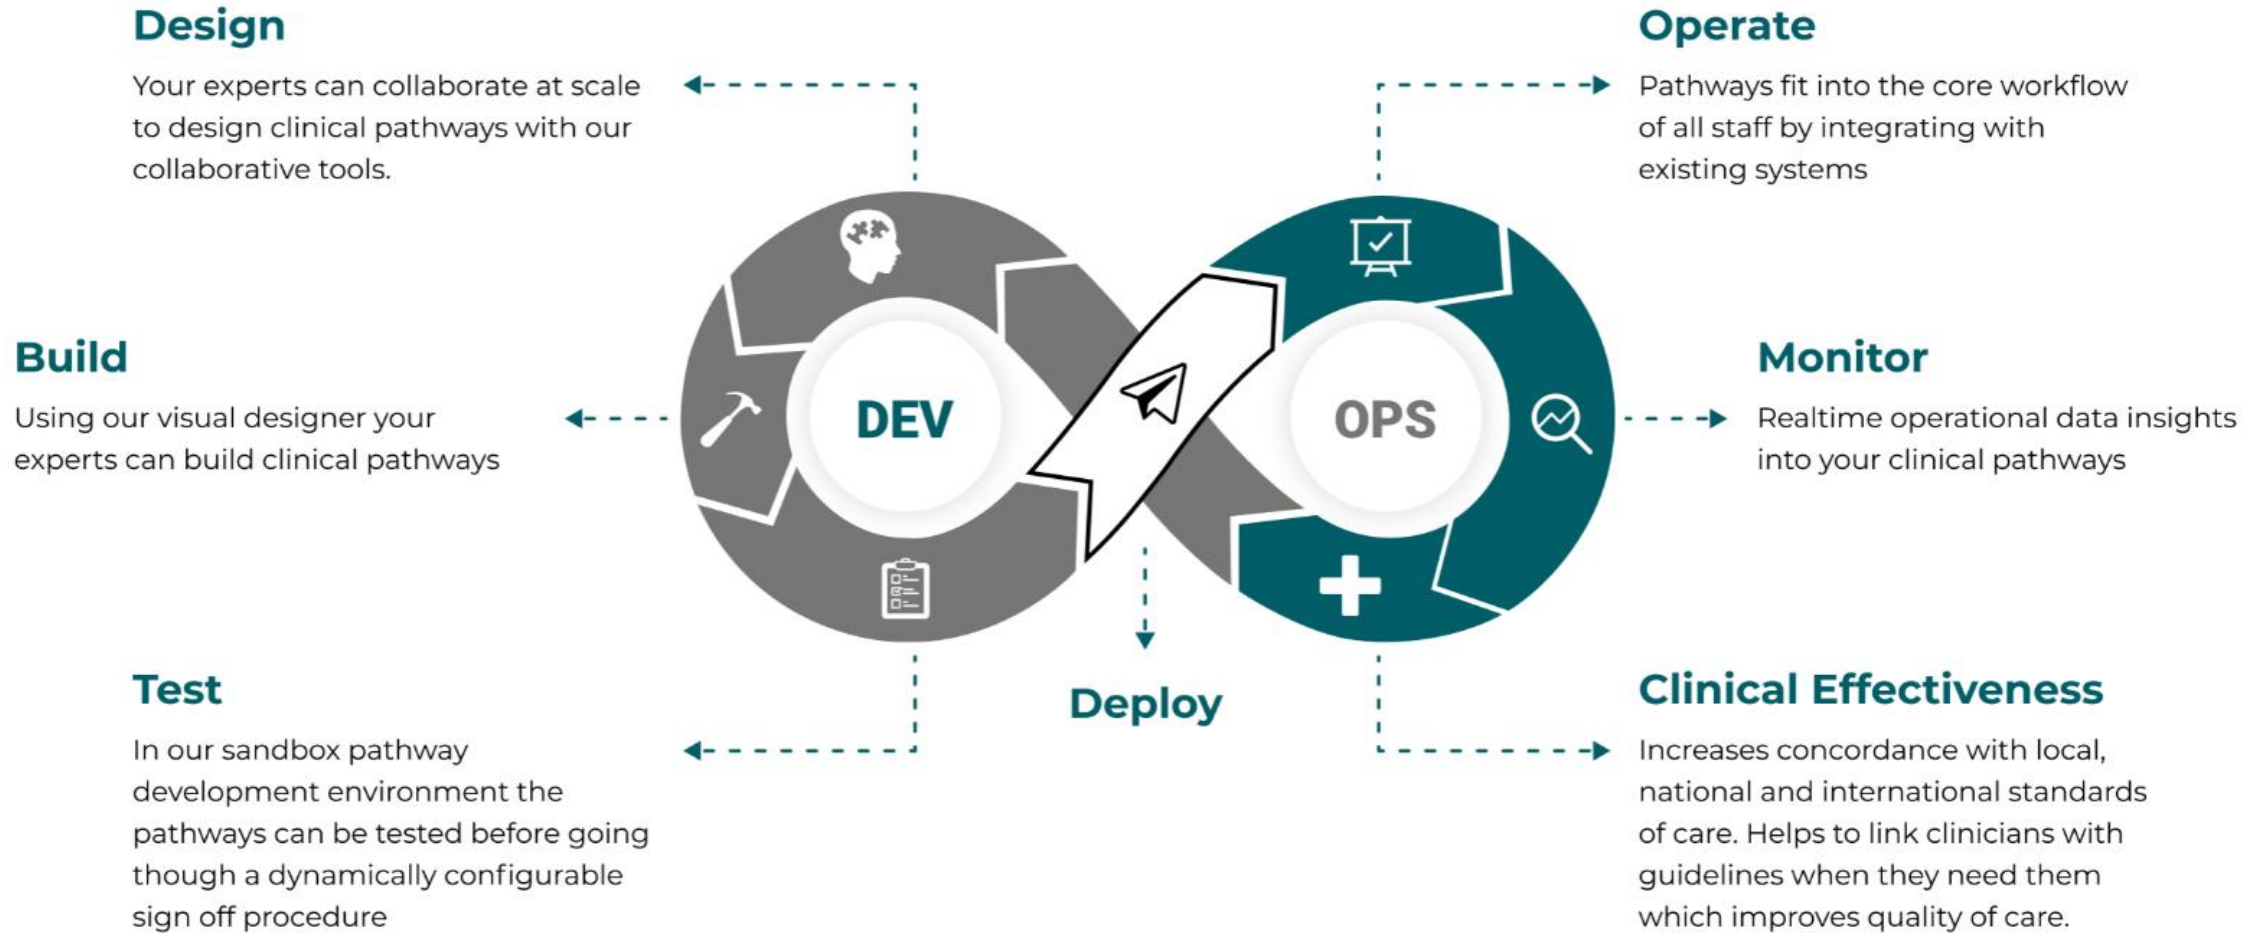 Design
Your experts can collaborate at scale
to design clinical pathways with our
collaborative tools.
Build
Using our visual designer your
experts can build clinical pathways
Test
In our sandbox pathway
development environment the
pathways can be tested before going
though a dynamically configurable
sign off procedure
DEV
Deploy
OPS
Operate
Pathways fit into the core workflow
of all staff by integrating with
existing systems
Monitor
Realtime operational data insights
into your clinical pathways
Clinical Effectiveness
Increases concordance with local,
national and international standards
of care. Helps to link clinicians with
guidelines when they need them
which improves quality of care.